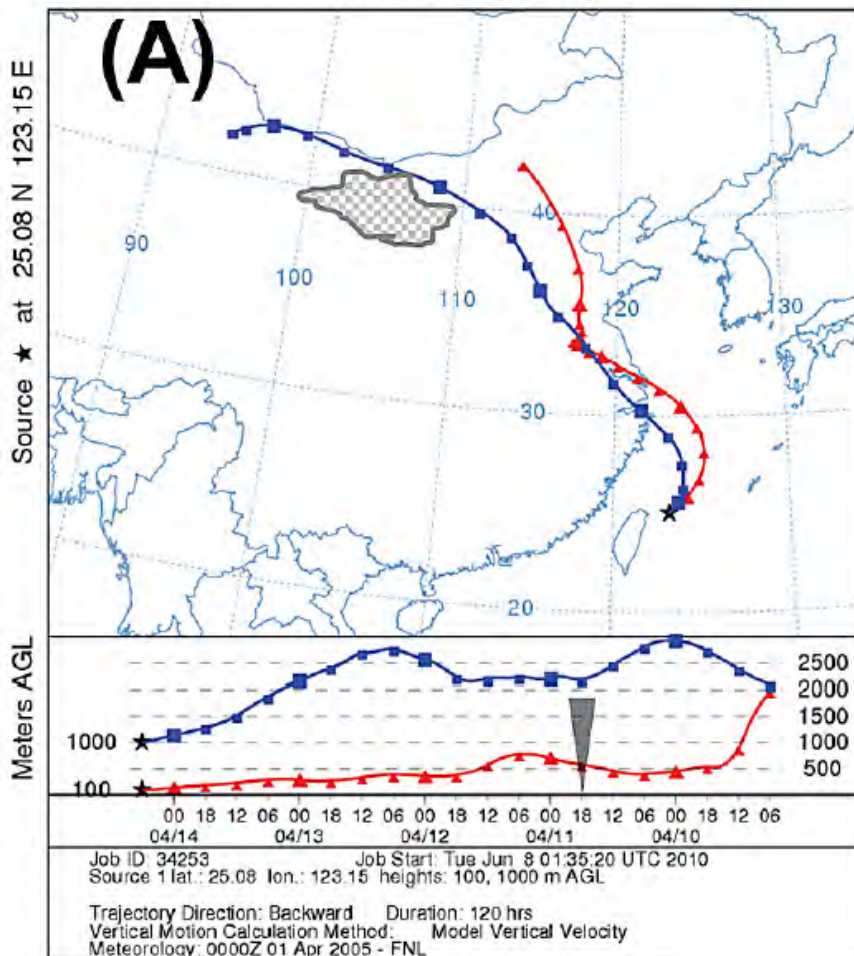 (A)
Source ★ at 25.08 N 123.15 E
40
90
100
110
120
130
30
20
Meters AGL
2500
2000
1500
1000 1000
500
100
00 18 12 06 00 18 12 06 00 18 12 06 00 18 12 06 00 18 12 06
04/14 04/13 04/12 04/11 04/10
Job ID: 34253 Job Start: Tue Jun 8 01:35:20 UTC 2010
Source 1 lat.: 25.08 lon.: 123.15 heights: 100, 1000 m AGL
Trajectory Direction: Backward Duration: 120 hrs
Vertical Motion Calculation Method: Model Vertical Velocity
Meteorology: 0000Z 01 Apr 2005 - FNL